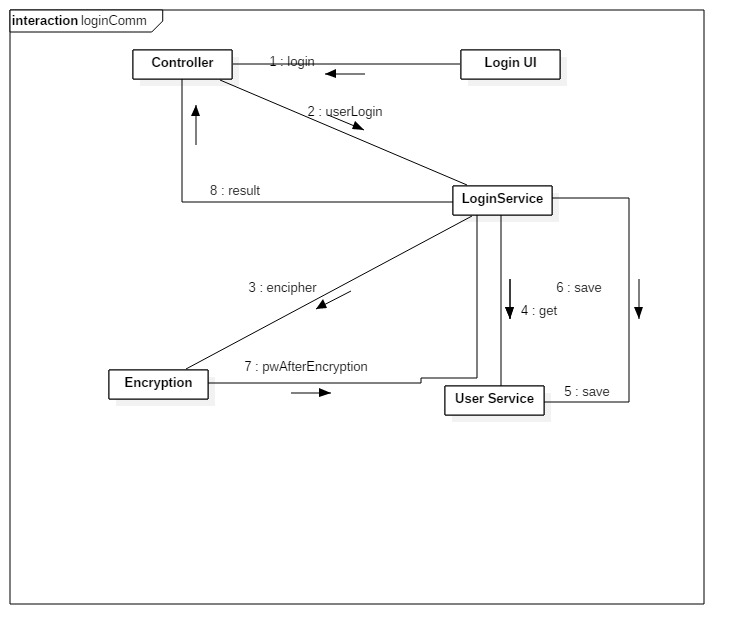 interaction loginComm
Controller
1 : login
Login UI
2 : userLogin
8 : result
LoginService
3 : encipher
6 : save
4 : get
7 : pwAfterEncryption
Encryption
User Service
5 : save